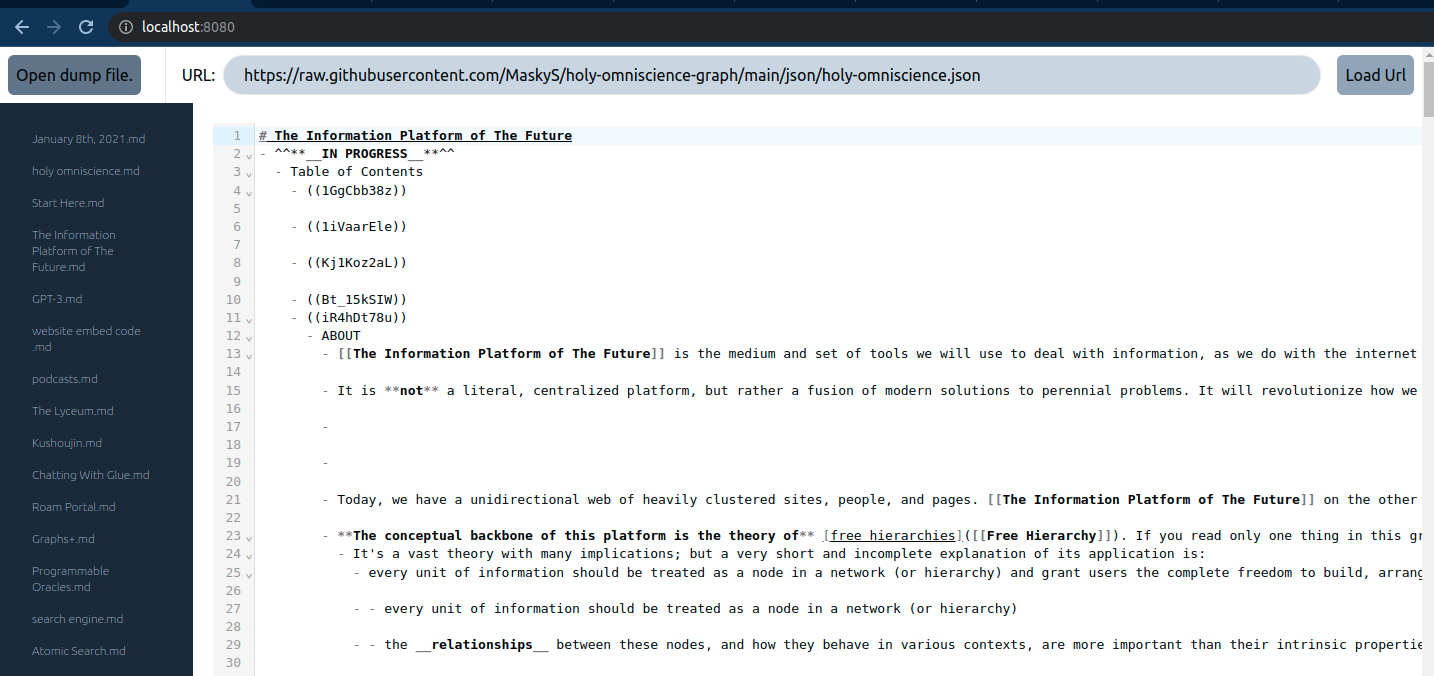 localhost:8080
Open dump file.
URL:
https://raw.githubusercontent.com/MaskyS/holy-omniscience-graph/main/json/holy-omniscience.json
Load Url
January 8th, 2021.md
holy omniscience.md
Start Here.md
The Information
Platform of The
Future.md
GPT-3.md
website embed code
.md
podcasts.md
The Lyceum.md
Kushoujin.md
Chatting With Glue.md
Roam Portal.md
Graphs+.md
Programmable
Oracles.md
search engine.md
Atomic Search.md
1 # The Information Platform of The Future
2 - ^^**__IN PROGRESS__**^^
3 - Table of Contents
4 - ((1GgCbb38z))
5
6 - ((1iVaarEle))
7
8 - ((Kj1Koz2aL))
9
10 - ((Bt_15kSIW))
11 - ((iR4hDt78u))
12 - ABOUT
13 - [[The Information Platform of The Future]] is the medium and set of tools we will use to deal with information, as we do with the internet
14
15 - It is **not** a literal, centralized platform, but rather a fusion of modern solutions to perennial problems. It will revolutionize how we
16
17 -
18
19 -
20
21 - Today, we have a unidirectional web of heavily clustered sites, people, and pages. [[The Information Platform of The Future]] on the other
22
23 - **The conceptual backbone of this platform is the theory of** [free hierarchies]([[Free Hierarchy]]). If you read only one thing in this gr
24 - It's a vast theory with many implications; but a very short and incomplete explanation of its application is:
25 - every unit of information should be treated as a node in a network (or hierarchy) and grant users the complete freedom to build, arrang
26
27 - - every unit of information should be treated as a node in a network (or hierarchy)
28
29 - - the __relationships__ between these nodes, and how they behave in various contexts, are more important than their intrinsic propertie
30